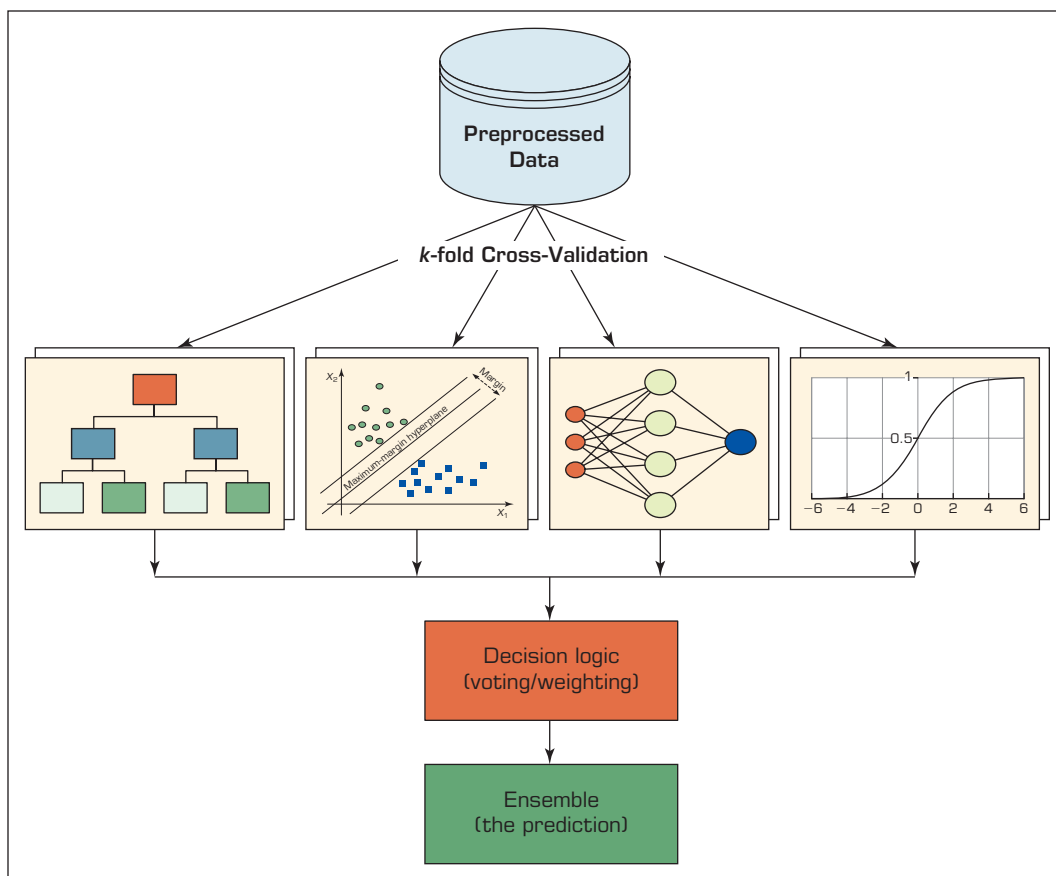 Preprocessed
Data
k-fold Cross-Validation
X2
Margin
Maximum-margin hyperplane
X1
1
0.5
−6 −4 −2 0 2 4 6
Decision logic
(voting/weighting)
Ensemble
(the prediction)